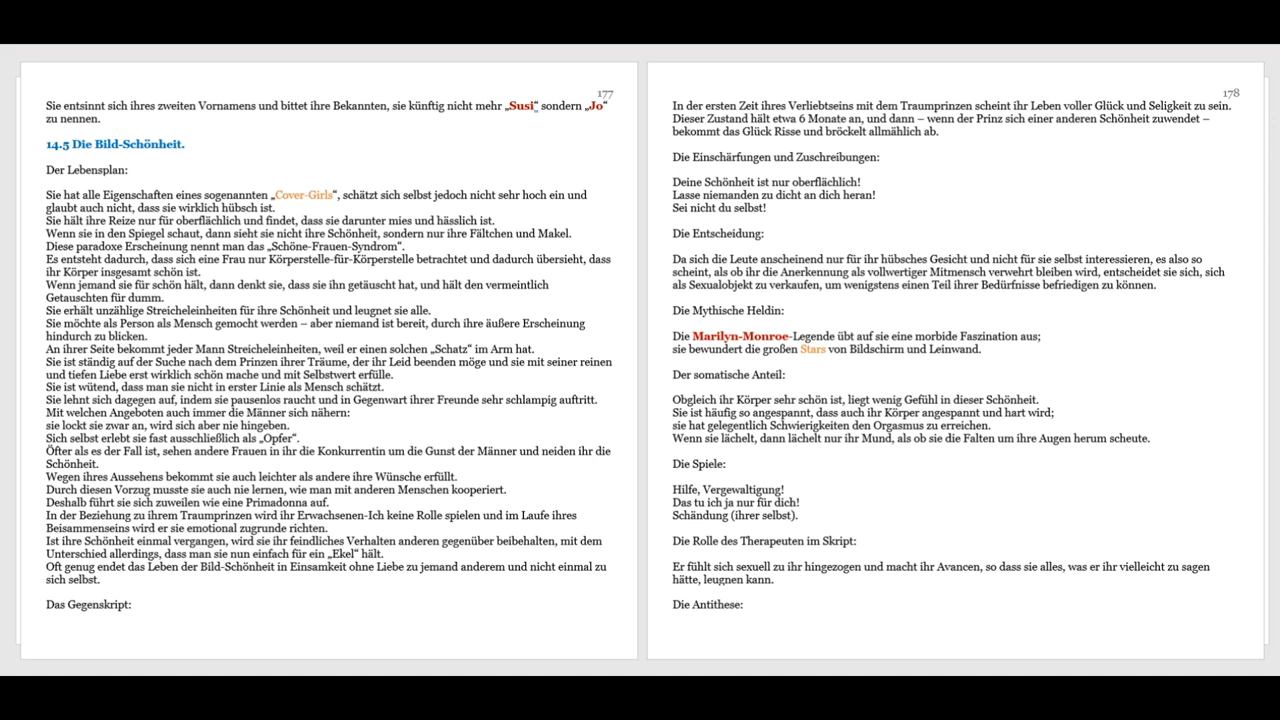 177
Sie entsinnt sich ihres zweiten Vornamens und bittet ihre Bekannten, sie künftig nicht mehr „Susi“ sondern „Jo“
zu nennen.
14.5 Die Bild-Schönheit.
Der Lebensplan:
Sie hat alle Eigenschaften eines sogenannten „Cover-Girls“, schätzt sich selbst jedoch nicht sehr hoch ein und
glaubt auch nicht, dass sie wirklich hübsch ist.
Sie hält ihre Reize nur für oberflächlich und findet, dass sie darunter mies und hässlich ist.
Wenn sie in den Spiegel schaut, dann sieht sie nicht ihre Schönheit, sondern nur ihre Fältchen und Makel.
Diese paradoxe Erscheinung nennt man das „Schöne-Frauen-Syndrom“.
Es entsteht dadurch, dass sich eine Frau nur Körperstelle-für-Körperstelle betrachtet und dadurch übersieht, dass
ihr Körper insgesamt schön ist.
Wenn jemand sie für schön hält, dann denkt sie, dass sie ihn getäuscht hat, und hält den vermeintlich
Getauschten für dumm.
Sie erhält unzählige Streicheleinheiten für ihre Schönheit und leugnet sie alle.
Sie möchte als Person als Mensch gemocht werden – aber niemand ist bereit, durch ihre äußere Erscheinung
hindurch zu blicken.
An ihrer Seite bekommt jeder Mann Streicheleinheiten, weil er einen solchen „Schatz“ im Arm hat.
Sie ist ständig auf der Suche nach dem Prinzen ihrer Träume, der ihr Leid beenden möge und sie mit seiner reinen
und tiefen Liebe erst wirklich schön mache und mit Selbstwert erfülle.
Sie ist wütend, dass man sie nicht in erster Linie als Mensch schätzt.
Sie lehnt sich dagegen auf, indem sie pausenlos raucht und in Gegenwart ihrer Freunde sehr schlampig auftritt.
Mit welchen Angeboten auch immer die Männer sich nähern:
sie lockt sie zwar an, wird sich aber nie hingeben.
Sich selbst erlebt sie fast ausschließlich als „Opfer“.
Öfter als es der Fall ist, sehen andere Frauen in ihr die Konkurrentin um die Gunst der Männer und neiden ihr die
Schönheit.
Wegen ihres Aussehens bekommt sie auch leichter als andere ihre Wünsche erfüllt.
Durch diesen Vorzug musste sie auch nie lernen, wie man mit anderen Menschen kooperiert.
Deshalb führt sie sich zuweilen wie eine Primadonna auf.
In der Beziehung zu ihrem Traumprinzen wird ihr Erwachsenen-Ich keine Rolle spielen und im Laufe ihres
Beisammenseins wird er sie emotional zugrunde richten.
Ist ihre Schönheit einmal vergangen, wird sie ihr feindliches Verhalten anderen gegenüber beibehalten, mit dem
Unterschied allerdings, dass man sie nun einfach für ein „Ekel“ hält.
Oft genug endet das Leben der Bild-Schönheit in Einsamkeit ohne Liebe zu jemand anderem und nicht einmal zu
sich selbst.
Das Gegenskript:
178
In der ersten Zeit ihres Verliebtseins mit dem Traumprinzen scheint ihr Leben voller Glück und Seligkeit zu sein.
Dieser Zustand hält etwa 6 Monate an, und dann – wenn der Prinz sich einer anderen Schönheit zuwendet –
bekommt das Glück Risse und bröckelt allmählich ab.
Die Einschärfungen und Zuschreibungen:
Deine Schönheit ist nur oberflächlich!
Lasse niemanden zu dicht an dich heran!
Sei nicht du selbst!
Die Entscheidung:
Da sich die Leute anscheinend nur für ihr hübsches Gesicht und nicht für sie selbst interessieren, es also so
scheint, als ob ihr die Anerkennung als vollwertiger Mitmensch verwehrt bleiben wird, entscheidet sie sich, sich
als Sexualobjekt zu verkaufen, um wenigstens einen Teil ihrer Bedürfnisse befriedigen zu können.
Die Mythische Heldin:
Die Marilyn-Monroe-Legende übt auf sie eine morbide Faszination aus;
sie bewundert die großen Stars von Bildschirm und Leinwand.
Der somatische Anteil:
Obgleich ihr Körper sehr schön ist, liegt wenig Gefühl in dieser Schönheit.
Sie ist häufig so angespannt, dass auch ihr Körper angespannt und hart wird;
sie hat gelegentlich Schwierigkeiten den Orgasmus zu erreichen.
Wenn sie lächelt, dann lächelt nur ihr Mund, als ob sie die Falten um ihre Augen herum scheute.
Die Spiele:
Hilfe, Vergewaltigung!
Das tu ich ja nur für dich!
Schändung (ihrer selbst).
Die Rolle des Therapeuten im Skript:
Er fühlt sich sexuell zu ihr hingezogen und macht ihr Avancen, so dass sie alles, was er ihr vielleicht zu sagen
hätte, leugnen kann.
Die Antithese: